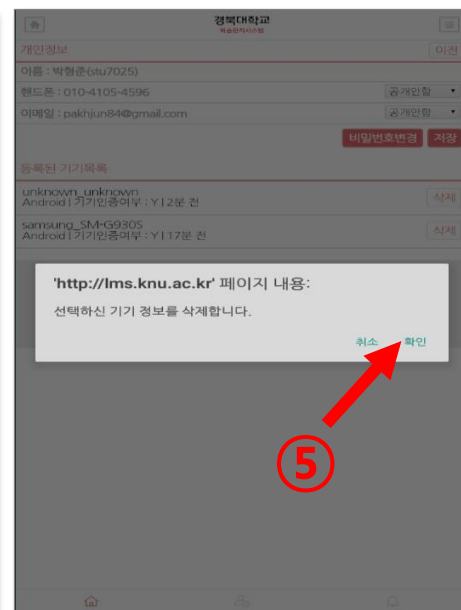 경북대학교
학습관리시스템
개인정보
이전
이름 : 박형준(stu7025)
핸드폰 : 010-4105-4596
공개안함
이메일 : pakhjun84@gmail.com
공개안함
비밀번호변경
저장
등록된 기기목록
unknown_unknown
Android | 기기인증여부 : Y | 2분 전
삭제
samsung_SM-G930S
Android | 기기인증여부 : Y | 17분 전
삭제
'http://lms.knu.ac.kr' 페이지 내용:
선택하신 기기 정보를 삭제합니다.
취소
확인
⑤